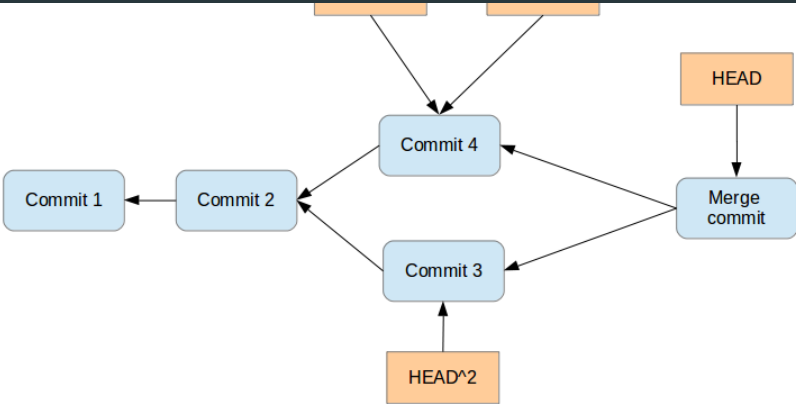 HEAD
Commit 4
Commit 1
Commit 2
Merge
commit
Commit 3
HEAD^2